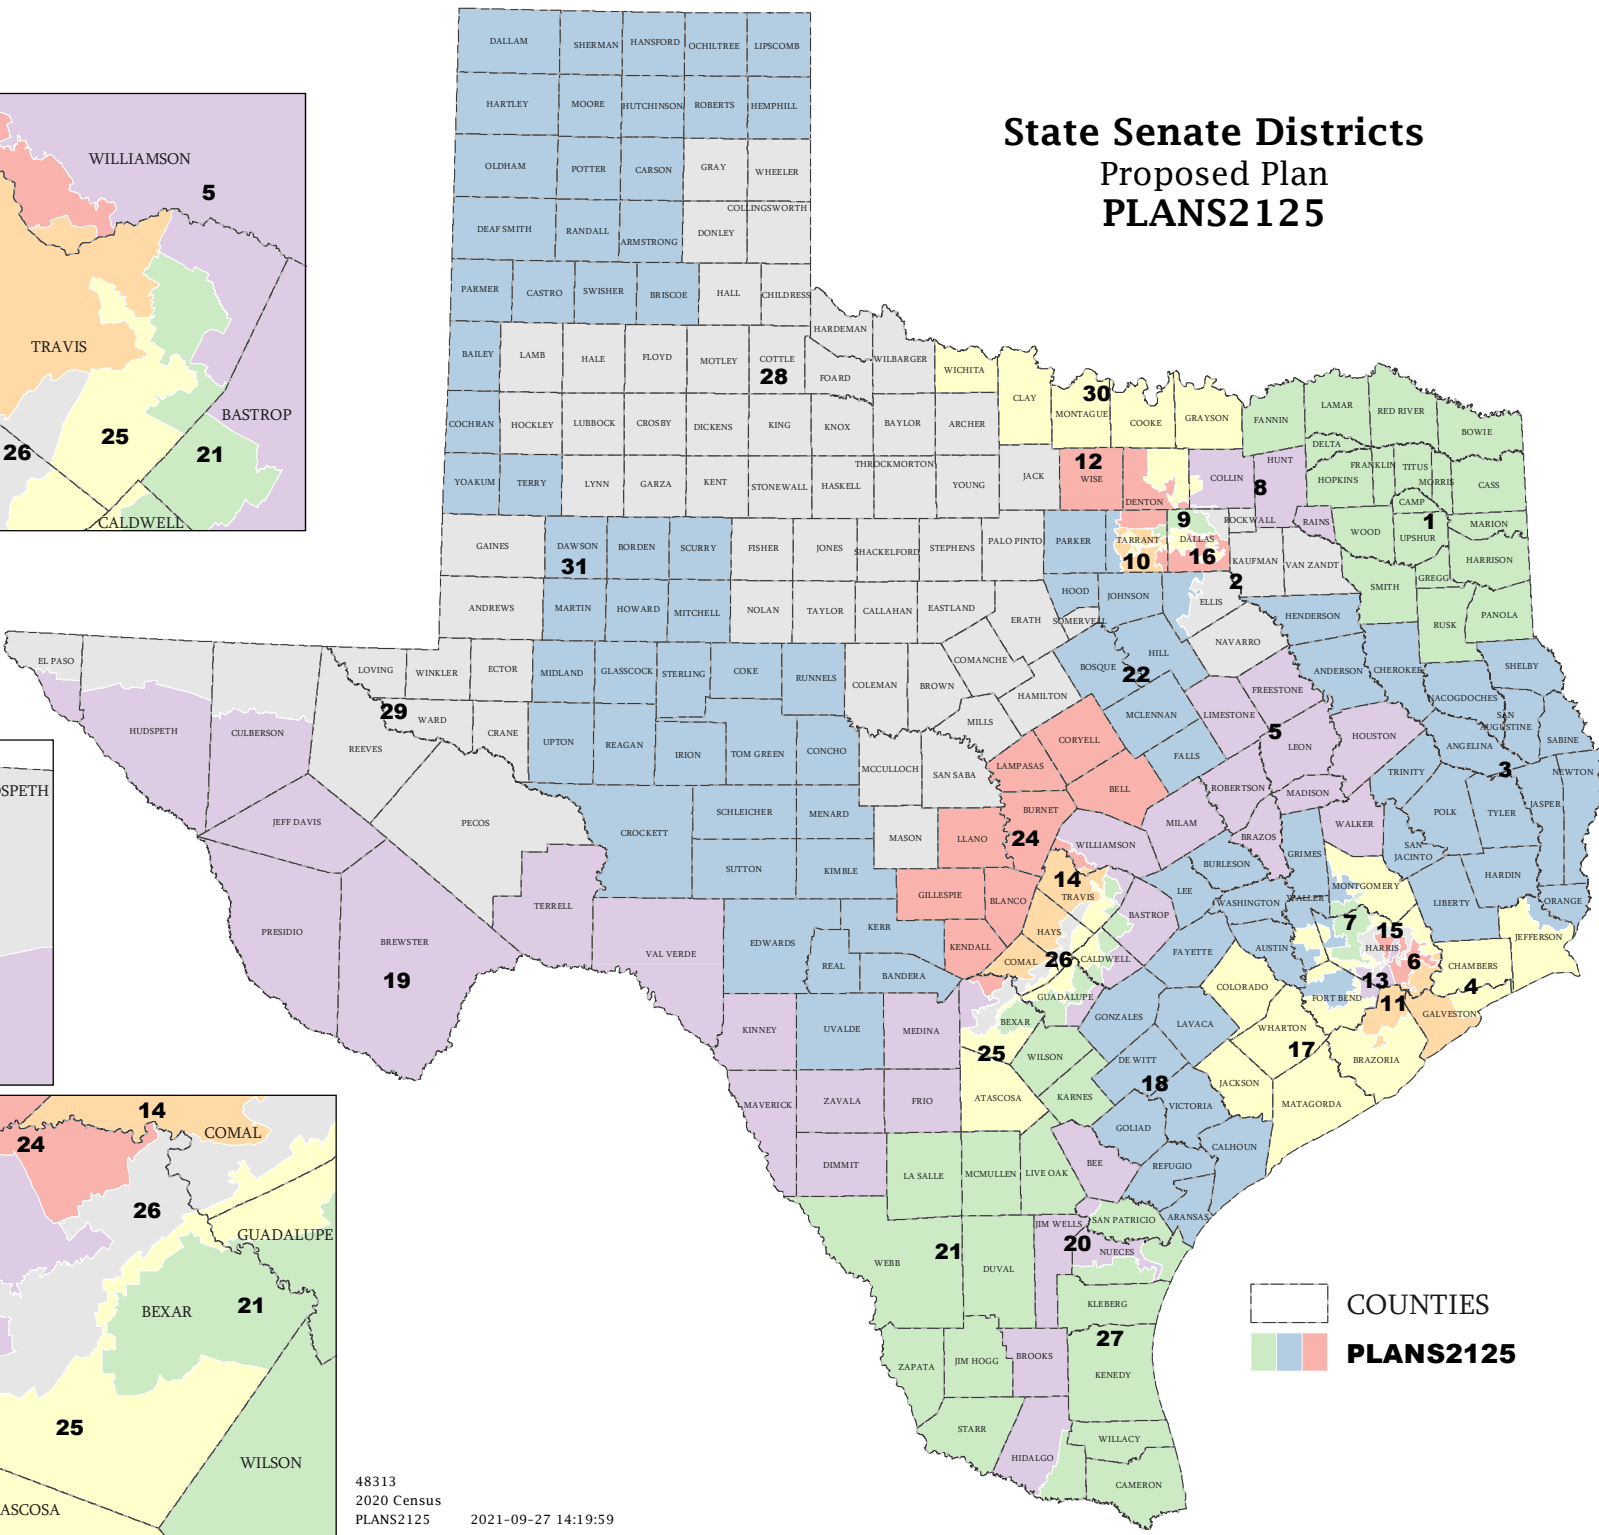 State Senate Districts
Proposed Plan
PLANS2125
DALLAM
SHERMAN
HANSFORD
OCHILTREE
LIPSCOMB
HARTLEY
MOORE
HUTCHINSON
ROBERTS
HEMPHILL
OLDHAM
POTTER
CARSON
GRAY
WHEELER
COLLINGSWORTH
DEAF SMITH
RANDALL
ARMSTRONG
DONLEY
PARMER
CASTRO
SWISHER
BRISCOE
HALL
CHILDRESS
HARDEMAN
BAILEY
LAMB
HALE
FLOYD
MOTLEY
COTTLE
28
FOARD
WILBARGER
WICHITA
CLAY
30
MONTAGUE
COOKE
GRAYSON
FANNIN
LAMAR
RED RIVER
BOWIE
COCHRAN
HOCKLEY
LUBBOCK
CROSBY
DICKENS
KING
KNOX
BAYLOR
ARCHER
DELTA
THROCKMORTON
12
WISE
DENTON
COLLIN
HUNT
8
FRANKLIN
TITUS
HOPKINS
MORRIS
CASS
CAMP
YOAKUM
TERRY
LYNN
GARZA
KENT
STONEWALL
HASKELL
YOUNG
JACK
GAINES
DAWSON
31
BORDEN
SCURRY
FISHER
JONES
SHACKELFORD
STEPHENS
PALO PINTO
PARKER
TARRANT
10
9
DALLAS
16
ROCKWALL
RAINS
WOOD
1
UPSHUR
MARION
HARRISON
KAUFMAN
VAN ZANDT
2
SMITH
GREGG
ANDREWS
MARTIN
HOWARD
MITCHELL
NOLAN
TAYLOR
CALLAHAN
EASTLAND
ERATH
HOOD
SOMERVELL
JOHNSON
ELLIS
HENDERSON
RUSK
PANOLA
EL PASO
LOVING
WINKLER
ECTOR
MIDLAND
GLASSCOCK
STERLING
COKE
RUNNELS
COLEMAN
BROWN
COMANCHE
HAMILTON
BOSQUE
HILL
22
NAVARRO
ANDERSON
CHEROKEE
SHELBY
NACOGDOCHES
SAN
AUGUSTINE
SABINE
29
WARD
CRANE
UPTON
REAGAN
IRION
TOM GREEN
CONCHO
MILLS
MCLENNAN
LIMESTONE
FREESTONE
5
LEON
HOUSTON
ANGELINA
HUDSPETH
CULBERSON
REEVES
MCCULLOCH
SAN SABA
LAMPASAS
CORYELL
FALLS
BELL
ROBERTSON
MADISON
TRINITY
3
NEWTON
JASPER
TYLER
POLK
JEFF DAVIS
PECOS
CROCKETT
SCHLEICHER
MENARD
MASON
LLANO
BURNET
24
WILLIAMSON
MILAM
BRAZOS
WALKER
SAN
JACINTO
GRIMES
SUTTON
KIMBLE
GILLESPIE
BLANCO
14
TRAVIS
BURLESON
LEE
WASHINGTON
WALLER
MONTGOMERY
LIBERTY
HARDIN
ORANGE
PRESIDIO
BREWSTER
19
TERRELL
VAL VERDE
EDWARDS
KERR
REAL
BANDERA
KENDALL
HAYS
COMAL
26
CALDWELL
BASTROP
FAYETTE
AUSTIN
7
15
HARRIS
6
13
11
FORT BEND
JEFFERSON
CHAMBERS
4
GALVESTON
KINNEY
UVALDE
MEDINA
BEXAR
GUADALUPE
GONZALES
COLORADO
LAVACA
WHARTON
17
BRAZORIA
25
WILSON
DE WITT
18
JACKSON
MATAGORDA
MAVERICK
ZAVALA
FRIO
ATASCOSA
KARNES
VICTORIA
GOLIAD
CALHOUN
DIMMIT
LA SALLE
MCMULLEN
LIVE OAK
BEE
REFUGIO
ARANSAS
SAN PATRICIO
JIM WELLS
20
NUECES
WEBB
21
DUVAL
KLEBERG
27
ZAPATA
JIM HOGG
BROOKS
KENEDY
STARR
HIDALGO
WILLACY
CAMERON
WILLIAMSON
5
TRAVIS
BASTROP
26
25
21
CALDWELL
SPETH
14
24
COMAL
26
GUADALUPE
BEXAR
21
25
WILSON
ASCOSA
COUNTIES
PLANS2125
48313
2020 Census
PLANS2125 2021-09-27 14:19:59